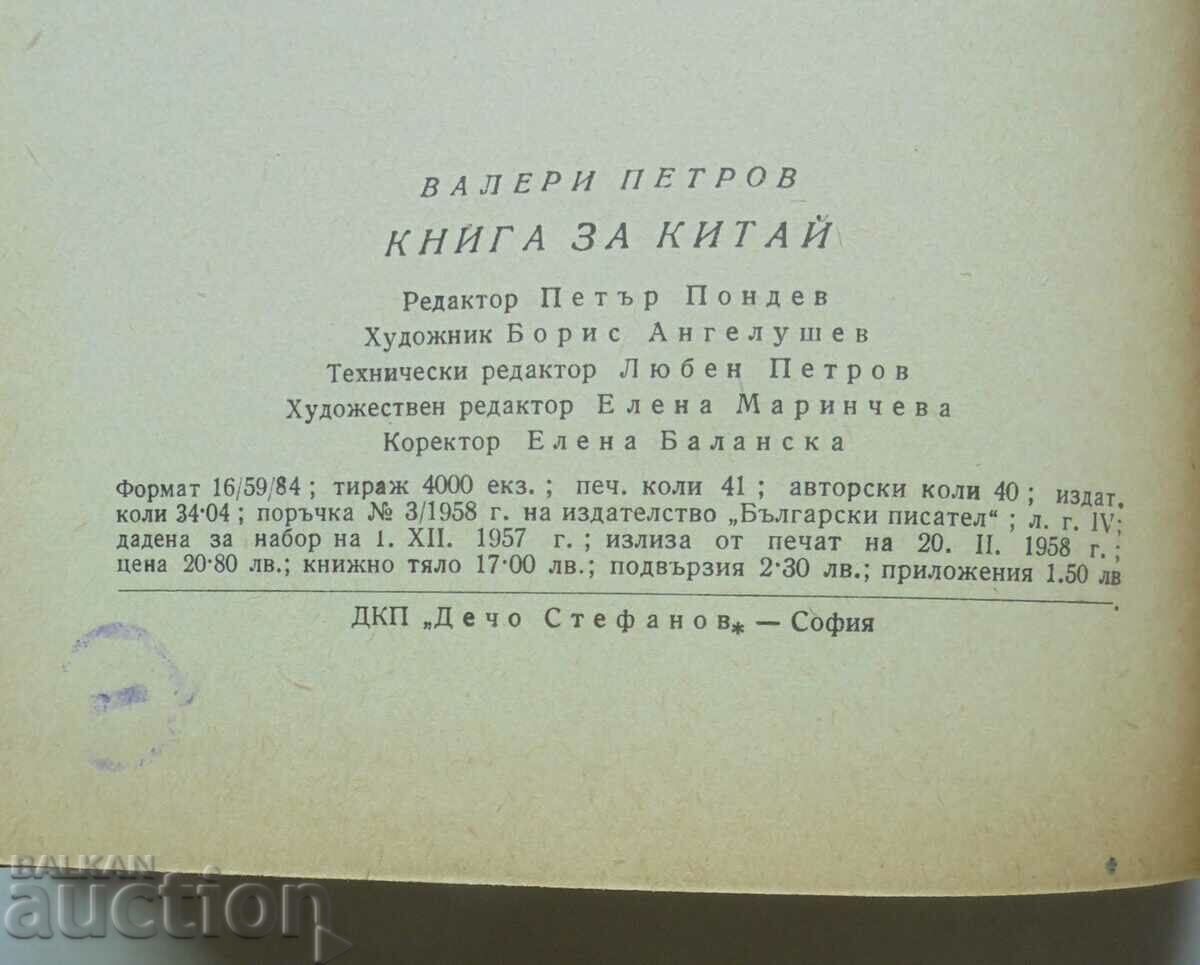 ВАЛЕРИ ПЕТРОВ
КНИГА ЗА КИТАЙ
Редактор Петър Пондев
Художник Борис Ангелушев
Технически редактор Любен Петров
Художествен редактор Елена Маринчева
Коректор Елена Баланска
Формат 16/59/84; тираж 4000 екз.; печ. коли 41; авторски коли 40; издат.
коли 34·04; поръчка № 3/1958 г. на издателство „Български писател“; л. г. IV;
дадена за набор на 1. XII. 1957 г.; излиза от печат на 20. II. 1958 г.;
цена 20·80 лв.; книжно тяло 17·00 лв.; подвързия 2·30 лв.; приложения 1.50 лв.
ДКП „Дечо Стефанов* — София
BALKAN
auction